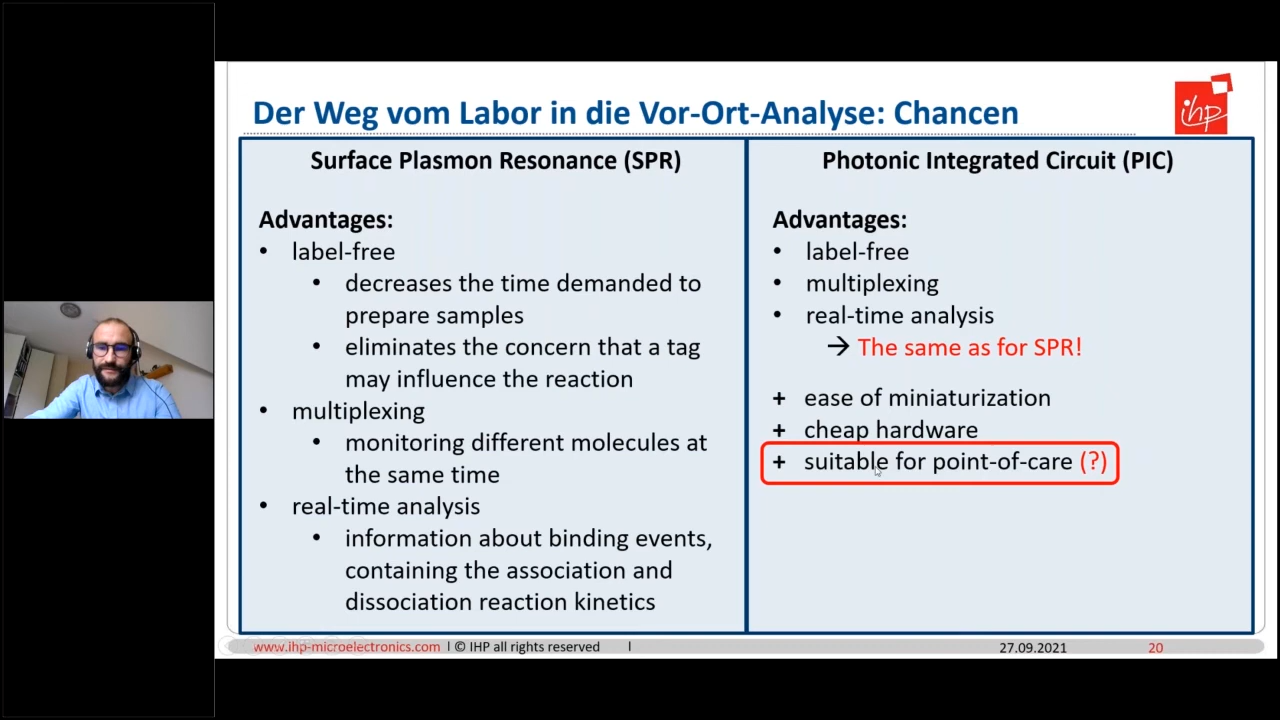 Der Weg vom Labor in die Vor-Ort-Analyse: Chancen
ihp
Surface Plasmon Resonance (SPR)
Advantages:
• label-free
• decreases the time demanded to
prepare samples
• eliminates the concern that a tag
may influence the reaction
• multiplexing
• monitoring different molecules at
the same time
• real-time analysis
• information about binding events,
containing the association and
dissociation reaction kinetics
Photonic Integrated Circuit (PIC)
Advantages:
• label-free
• multiplexing
• real-time analysis
→ The same as for SPR!
+ ease of miniaturization
+ cheap hardware
+ suitable for point-of-care (?)
www.ihp-microelectronics.com I © IHP all rights reserved I
27.09.2021
20